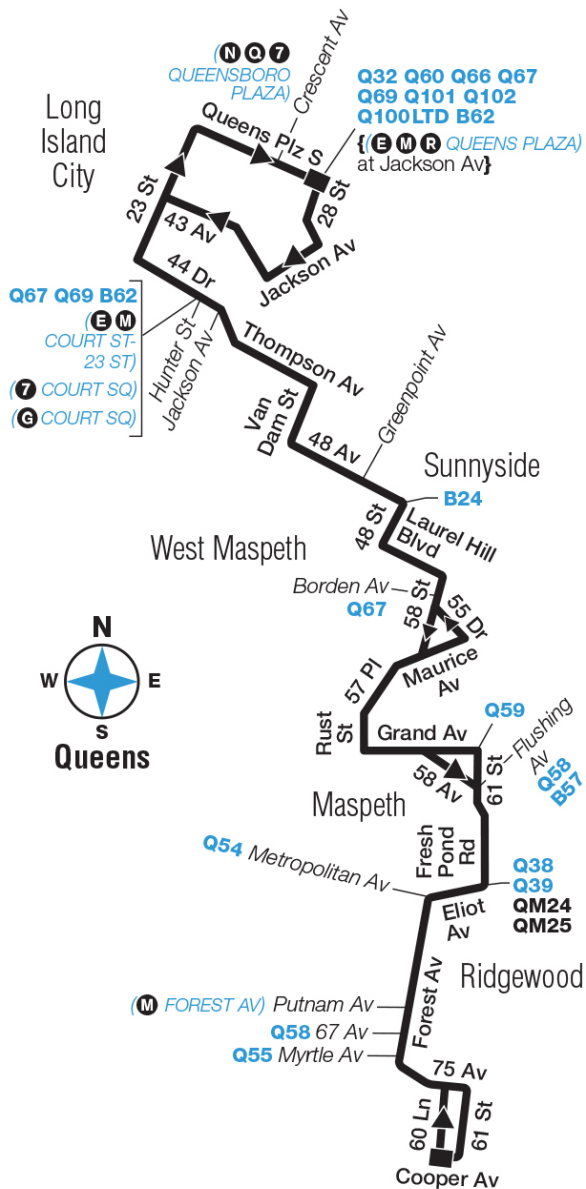 (N Q 7
QUEENSBORO
PLAZA)
Crescent Av
Q32 Q60 Q66 Q67
Q69 Q101 Q102
Q100LTD B62
{(E M R QUEENS PLAZA)
at Jackson Av}
Long
Island
City
Queens Plz S
23 St
28 St
43 Av
Jackson Av
44 Dr
Q67 Q69 B62
(E M
COURT ST-
23 ST)
(7 COURT SQ)
(G COURT SQ)
Hunter St
Jackson Av
Thompson Av
Van
Dam St
Greenpoint Av
48 Av
Sunnyside
B24
48 St
Laurel Hill
Blvd
West Maspeth
Borden Av
Q67
58 St
55 Dr
Maurice
Av
57 Pl
N
W
E
S
Queens
Rust
St
Grand Av
Q59
Flushing
Av
Q58
B57
58 Av
61 St
Maspeth
Fresh
Pond
Rd
Q54 Metropolitan Av
Q38
Q39
QM24
QM25
Eliot
Av
Ridgewood
Forest Av
(M FOREST AV) Putnam Av
Q58 67 Av
Q55 Myrtle Av
75 Av
60 Ln
61 St
Cooper Av